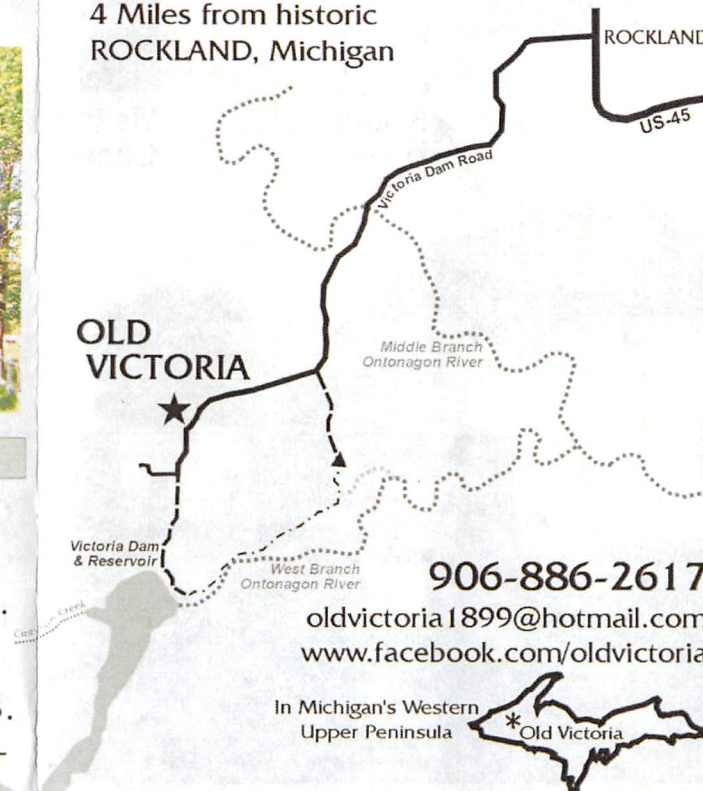 4 Miles from historic
ROCKLAND, Michigan
ROCKLAND
US-45
Victoria Dam Road
OLD
VICTORIA
Middle Branch
Ontonagon River
Victoria Dam
& Reservoir
West Branch
Ontonagon River
Creek
906-886-2617
oldvictoria1899@hotmail.com
www.facebook.com/oldvictoria
In Michigan's Western
Upper Peninsula
*Old Victoria